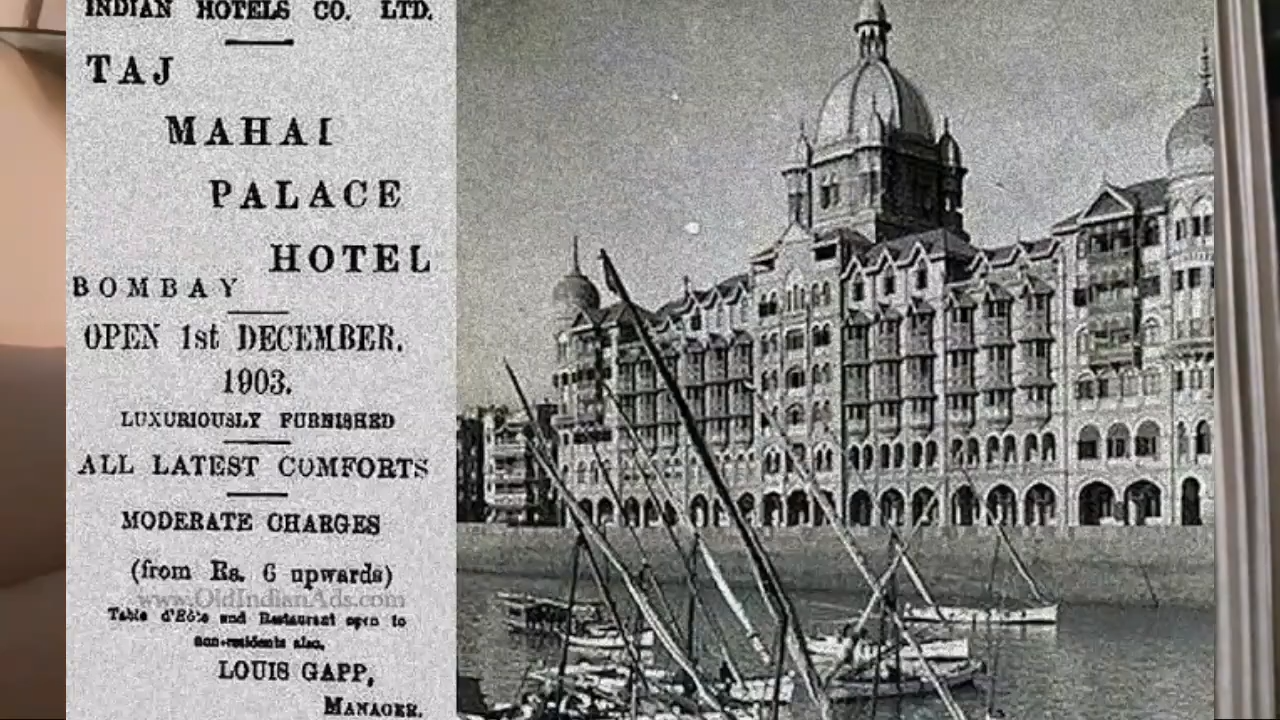 INDIAN HOTELS CO. LTD.
TAJ
MAHAL
PALACE
HOTEL
BOMBAY
OPEN 1st DECEMBER.
1903.
LUXURIOUSLY FURNISHED
ALL LATEST COMFORTS
MODERATE CHARGES
(from Rs. 6 upwards)
www.OldIndianAds.com
Table d'Hôte and Restaurant open to
non-residents also.
LOUIS GAPP,
MANAGER.